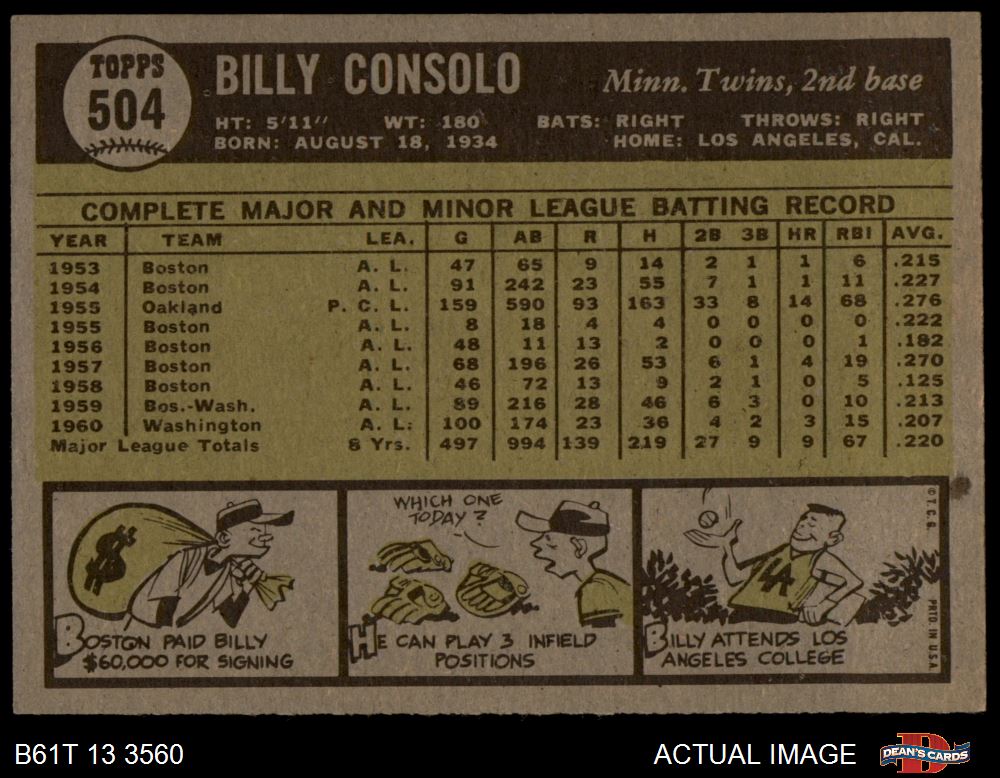 TOPPS
504
BILLY CONSOLO
Minn. Twins, 2nd base
HT: 5'11" WT: 180 BATS: RIGHT THROWS: RIGHT
BORN: AUGUST 18, 1934 HOME: LOS ANGELES, CAL.
COMPLETE MAJOR AND MINOR LEAGUE BATTING RECORD
YEAR TEAM LEA. G AB R H 2B 3B HR RBI AVG.
1953 Boston A. L. 47 65 9 14 2 1 1 6 .215
1954 Boston A. L. 91 242 23 55 7 1 1 11 .227
1955 Oakland P. C. L. 159 590 93 163 33 8 14 68 .276
1955 Boston A. L. 8 18 4 4 0 0 0 0 .222
1956 Boston A. L. 48 11 13 2 0 0 0 1 .182
1957 Boston A. L. 68 196 26 53 6 1 4 19 .270
1958 Boston A. L. 46 72 13 9 2 1 0 5 .125
1959 Bos.-Wash. A. L. 89 216 28 46 6 3 0 10 .213
1960 Washington A. L. 100 174 23 36 4 2 3 15 .207
Major League Totals 8 Yrs. 497 994 139 219 27 9 9 67 .220
$
BOSTON PAID BILLY
$60,000 FOR SIGNING
WHICH ONE
TODAY?
HE CAN PLAY 3 INFIELD
POSITIONS
LA
BILLY ATTENDS LOS
ANGELES COLLEGE
© T. C. G.
PRTD IN U.S.A.
B61T 13 3560
ACTUAL IMAGE
DEAN'S CARDS